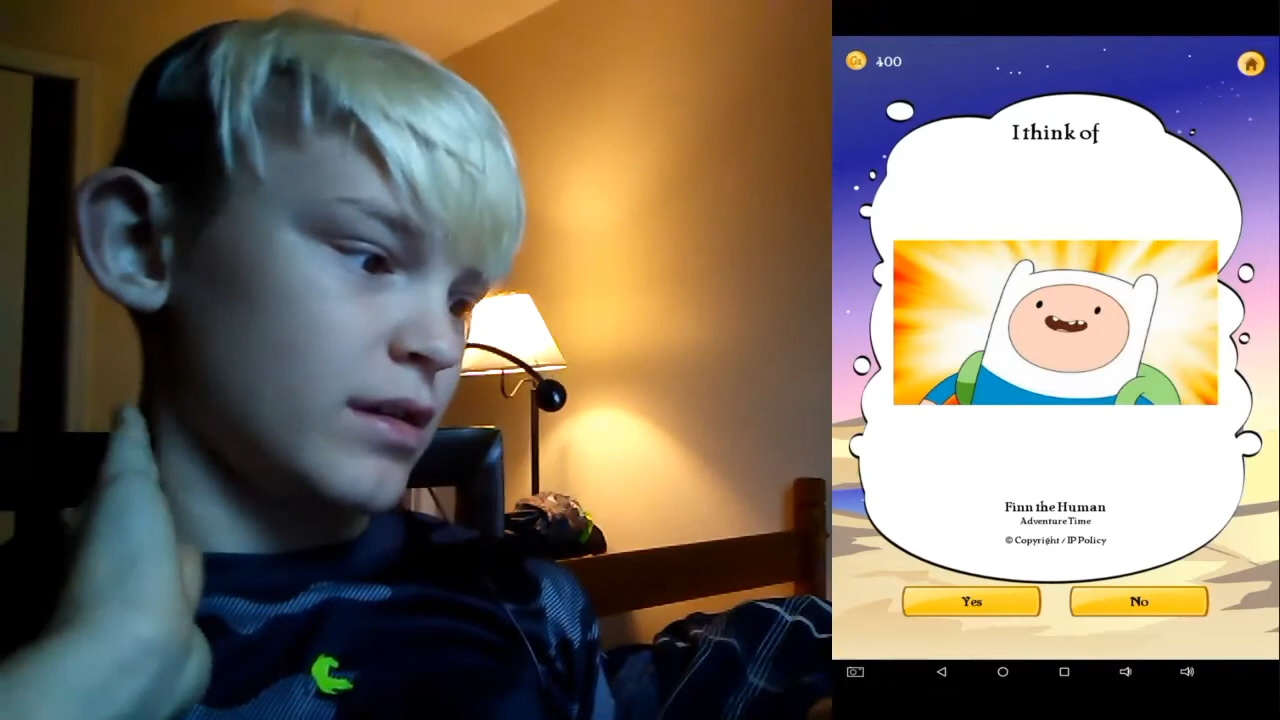 400
I think of
Finn the Human
Adventure Time
© Copyright / IP Policy
Yes
No